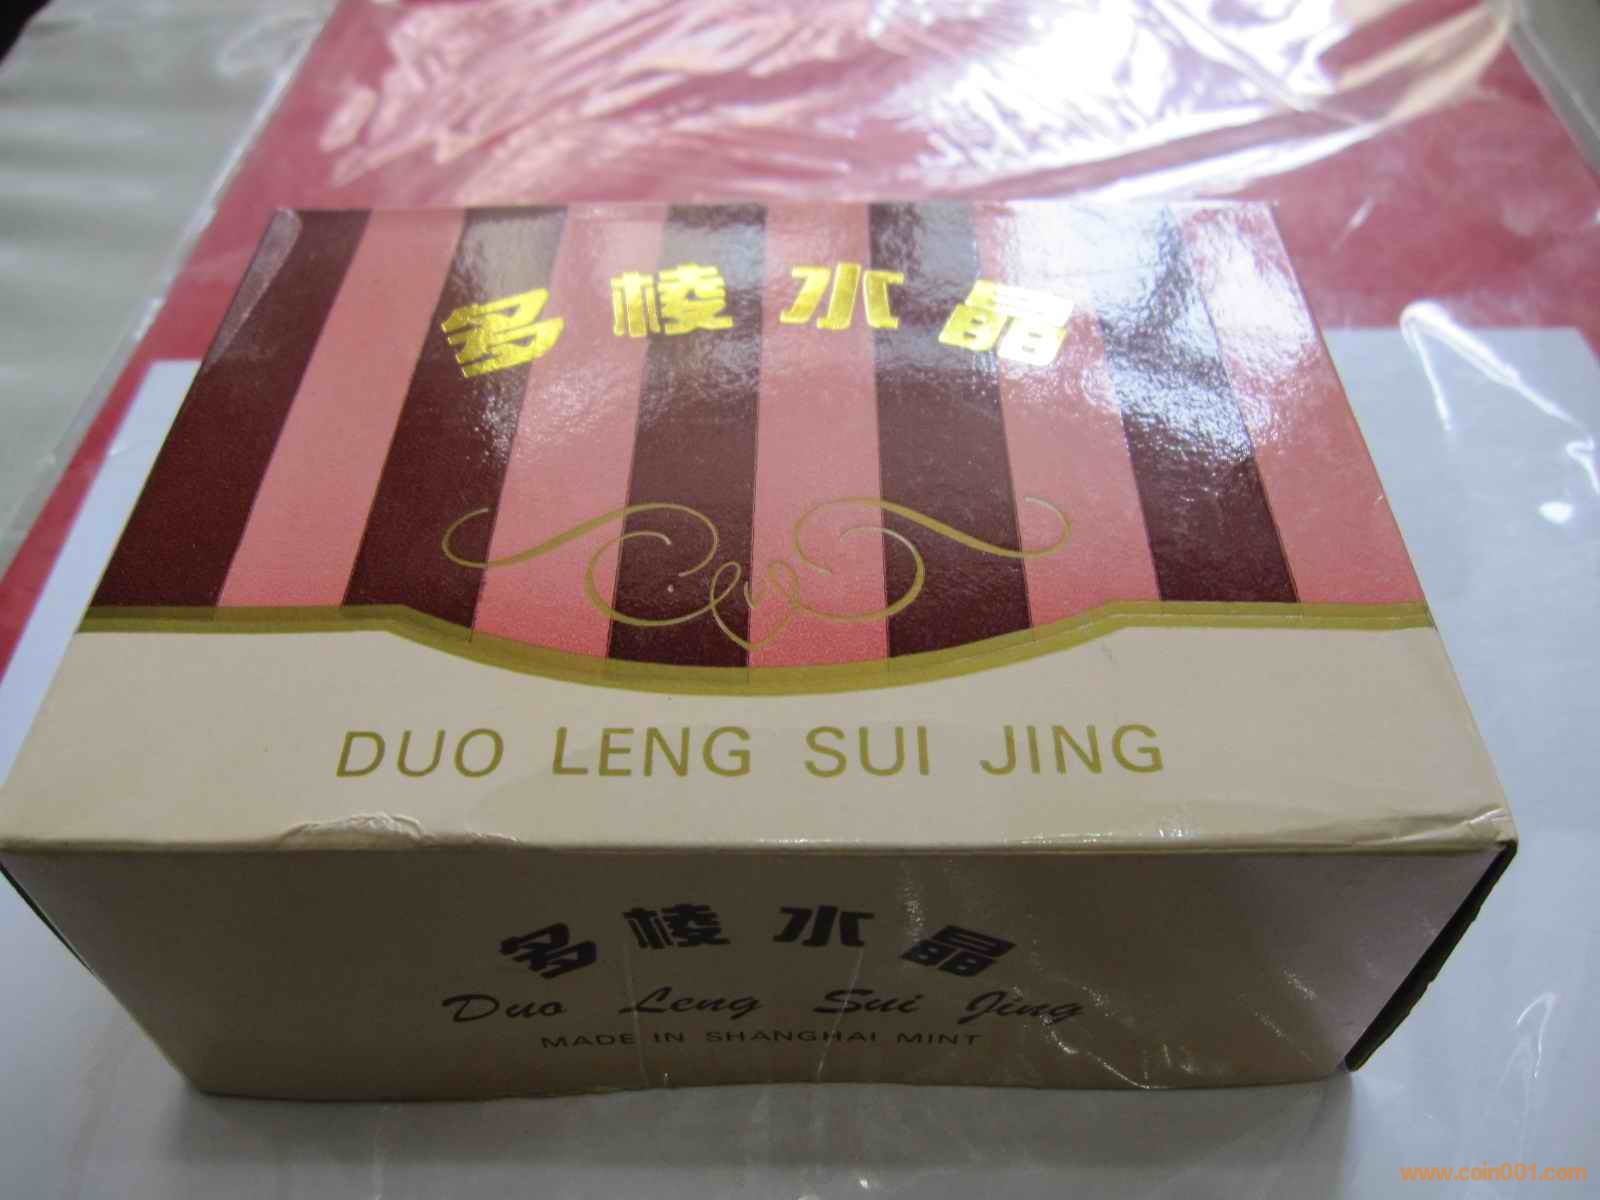 多棱水晶
DUO LENG SUI JING
多棱水晶
Duo Leng Sui Jing
MADE IN SHANGHAI MINT
www.coin001.com